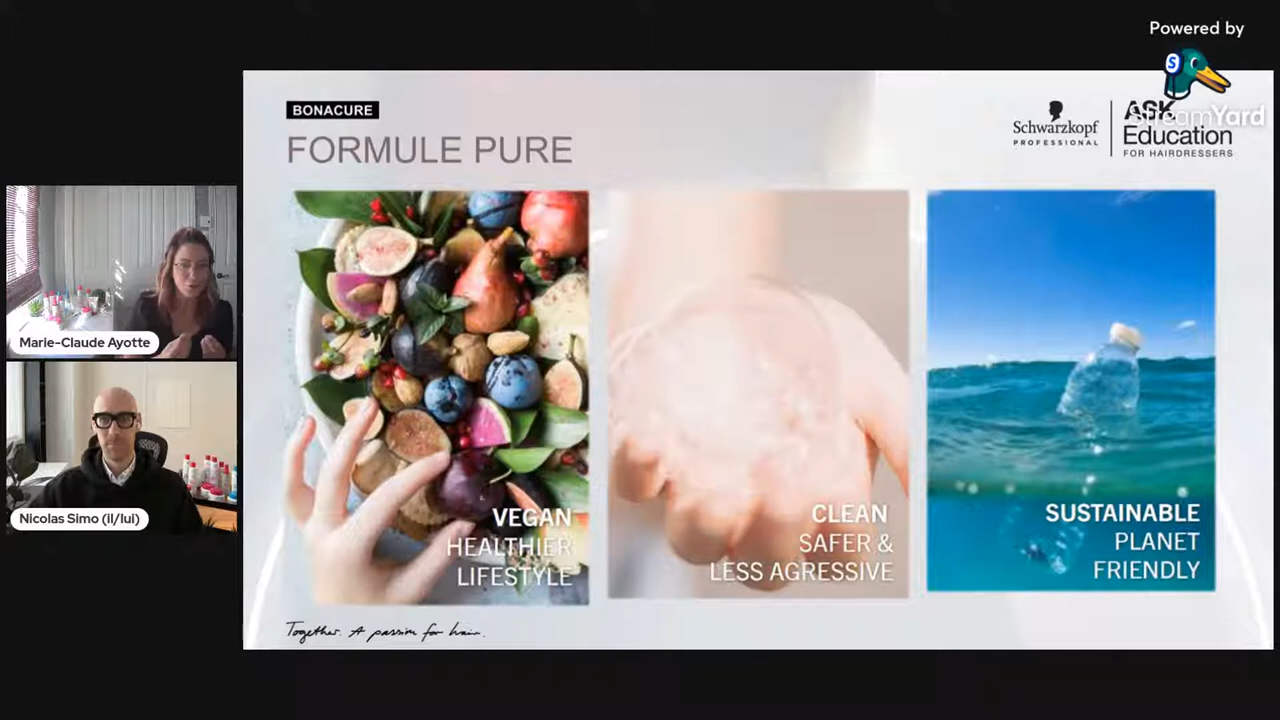 Powered by
StreamYard
BONACURE
FORMULE PURE
Schwarzkopf
PROFESSIONAL
ASK
Education
FOR HAIRDRESSERS
Marie-Claude Ayotte
Nicolas Simo (il/lui)
VEGAN
HEALTHIER
LIFESTYLE
CLEAN
SAFER &
LESS AGRESSIVE
SUSTAINABLE
PLANET
FRIENDLY
Together. A passion for hair.